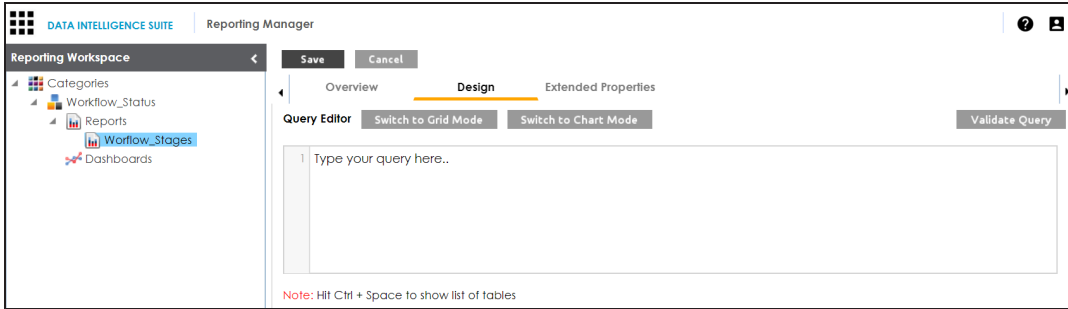 DATA INTELLIGENCE SUITE Reporting Manager
Reporting Workspace
Save Cancel
Categories
Overview Design Extended Properties
Workflow_Status
Reports
Query Editor Switch to Grid Mode Switch to Chart Mode Validate Query
Worflow_Stages
Dashboards
1 Type your query here..
Note: Hit Ctrl + Space to show list of tables